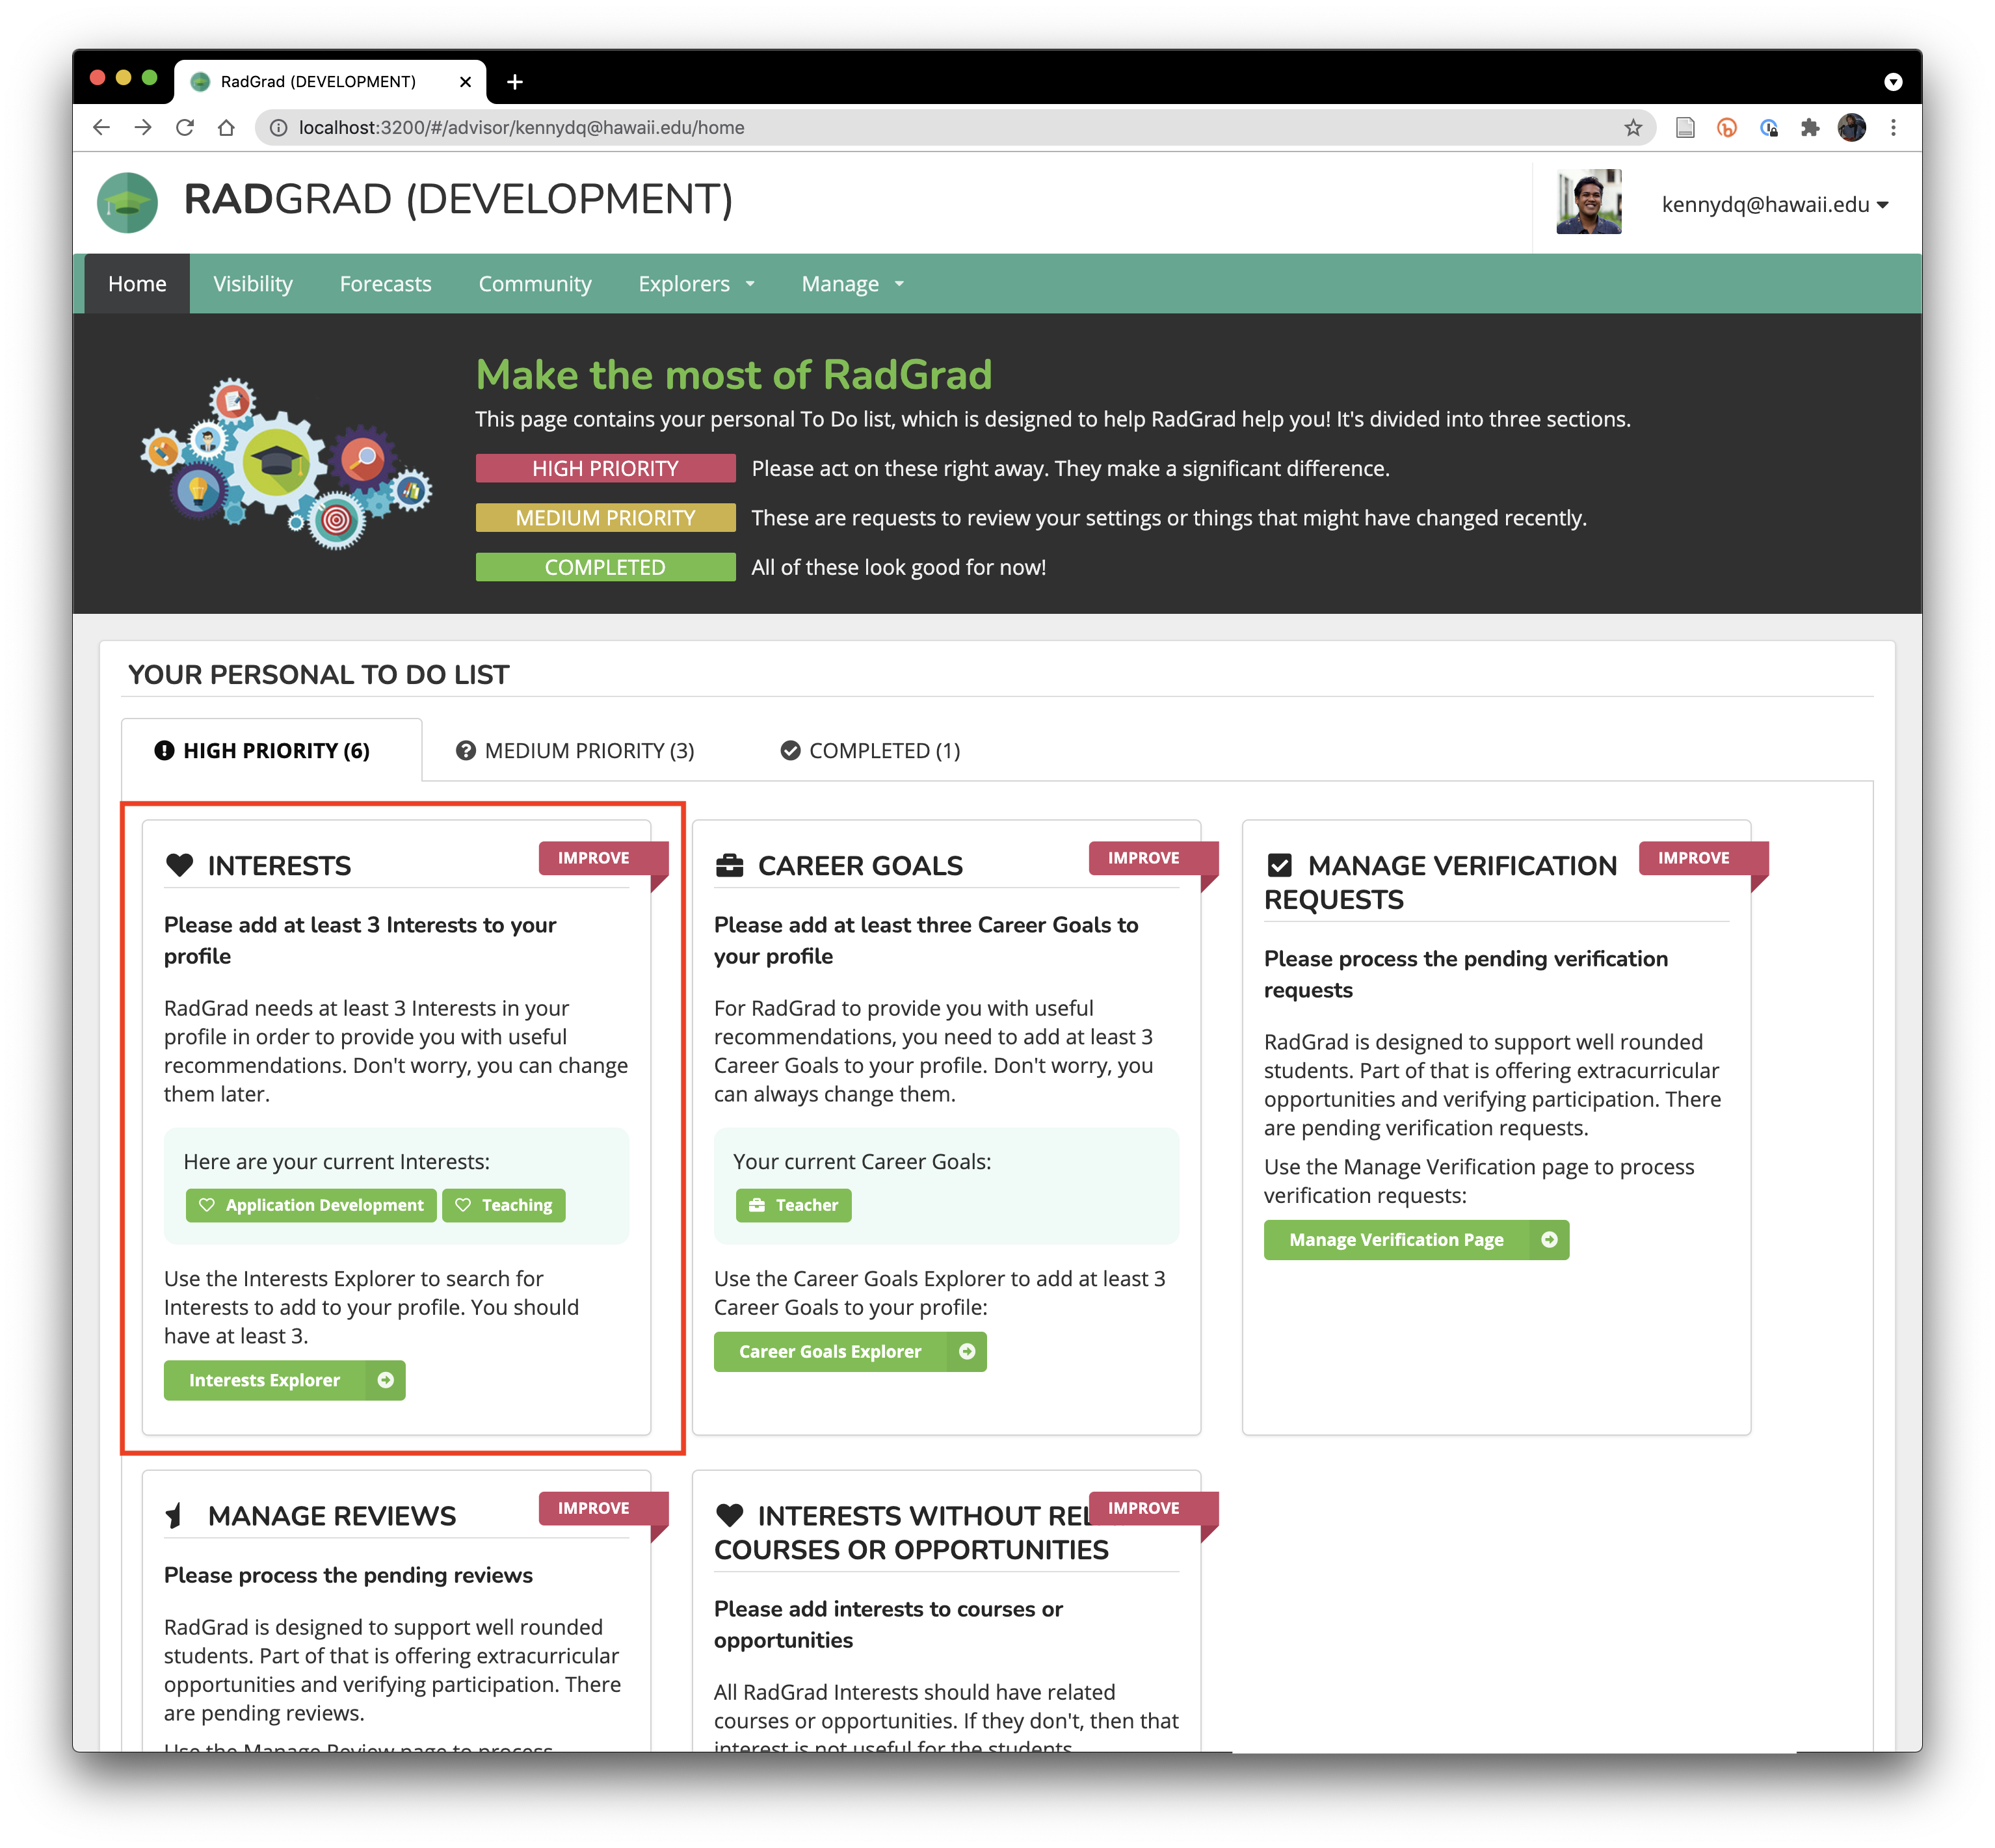 RadGrad (DEVELOPMENT)
localhost:3200/#/advisor/kennydq@hawaii.edu/home
RADGRAD (DEVELOPMENT)
kennydq@hawaii.edu
Home Visibility Forecasts Community Explorers Manage
Make the most of RadGrad
This page contains your personal To Do list, which is designed to help RadGrad help you! It's divided into three sections.
HIGH PRIORITY Please act on these right away. They make a significant difference.
MEDIUM PRIORITY These are requests to review your settings or things that might have changed recently.
COMPLETED All of these look good for now!
YOUR PERSONAL TO DO LIST
HIGH PRIORITY (6) MEDIUM PRIORITY (3) COMPLETED (1)
INTERESTS
IMPROVE
Please add at least 3 Interests to your
profile
RadGrad needs at least 3 Interests in your
profile in order to provide you with useful
recommendations. Don't worry, you can change
them later.
Here are your current Interests:
Application Development Teaching
Use the Interests Explorer to search for
Interests to add to your profile. You should
have at least 3.
Interests Explorer
CAREER GOALS
IMPROVE
Please add at least three Career Goals to
your profile
For RadGrad to provide you with useful
recommendations, you need to add at least 3
Career Goals to your profile. Don't worry, you
can always change them.
Your current Career Goals:
Teacher
Use the Career Goals Explorer to add at least 3
Career Goals to your profile:
Career Goals Explorer
MANAGE VERIFICATION
REQUESTS
IMPROVE
Please process the pending verification
requests
RadGrad is designed to support well rounded
students. Part of that is offering extracurricular
opportunities and verifying participation. There
are pending verification requests.
Use the Manage Verification page to process
verification requests:
Manage Verification Page
MANAGE REVIEWS
IMPROVE
Please process the pending reviews
RadGrad is designed to support well rounded
students. Part of that is offering extracurricular
opportunities and verifying participation. There
are pending reviews.
Use the Manage Review page to process
INTERESTS WITHOUT
COURSES OR OPPORTUNITIES
IMPROVE
Please add interests to courses or
opportunities
All RadGrad Interests should have related
courses or opportunities. If they don't, then that
interest is not useful for the students